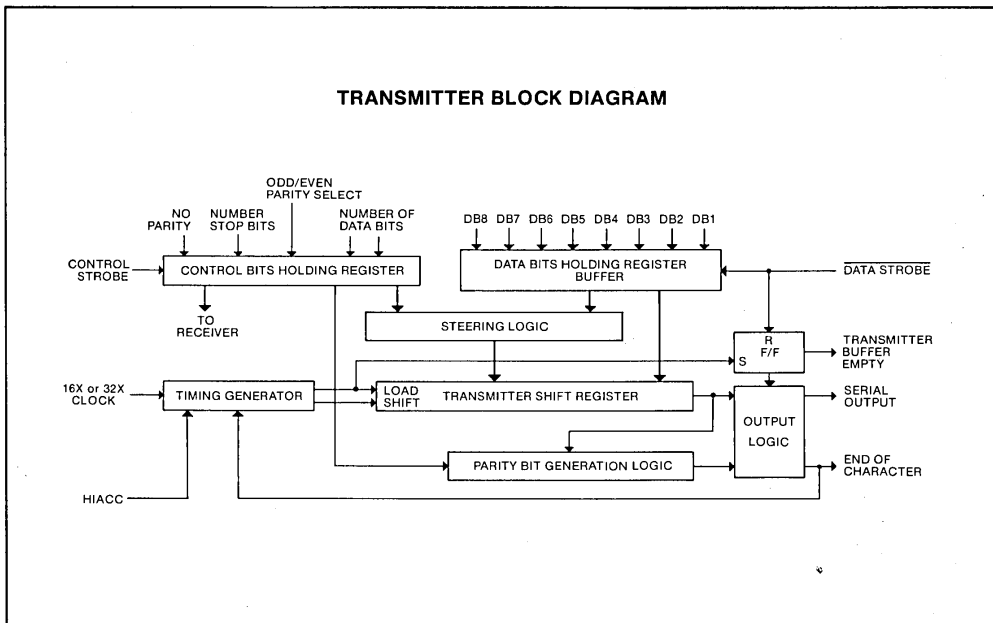 TRANSMITTER BLOCK DIAGRAM
ODD/EVEN
PARITY SELECT
NO
PARITY
NUMBER
STOP BITS
NUMBER OF
DATA BITS
DB8 DB7 DB6 DB5 DB4 DB3 DB2 DB1
CONTROL
STROBE
CONTROL BITS HOLDING REGISTER
DATA BITS HOLDING REGISTER
BUFFER
DATA STROBE
TO
RECEIVER
STEERING LOGIC
R
F/F
S
TRANSMITTER
BUFFER
EMPTY
16X or 32X
CLOCK
TIMING GENERATOR
LOAD
SHIFT
TRANSMITTER SHIFT REGISTER
SERIAL
OUTPUT
OUTPUT
LOGIC
PARITY BIT GENERATION LOGIC
END OF
CHARACTER
HIACC